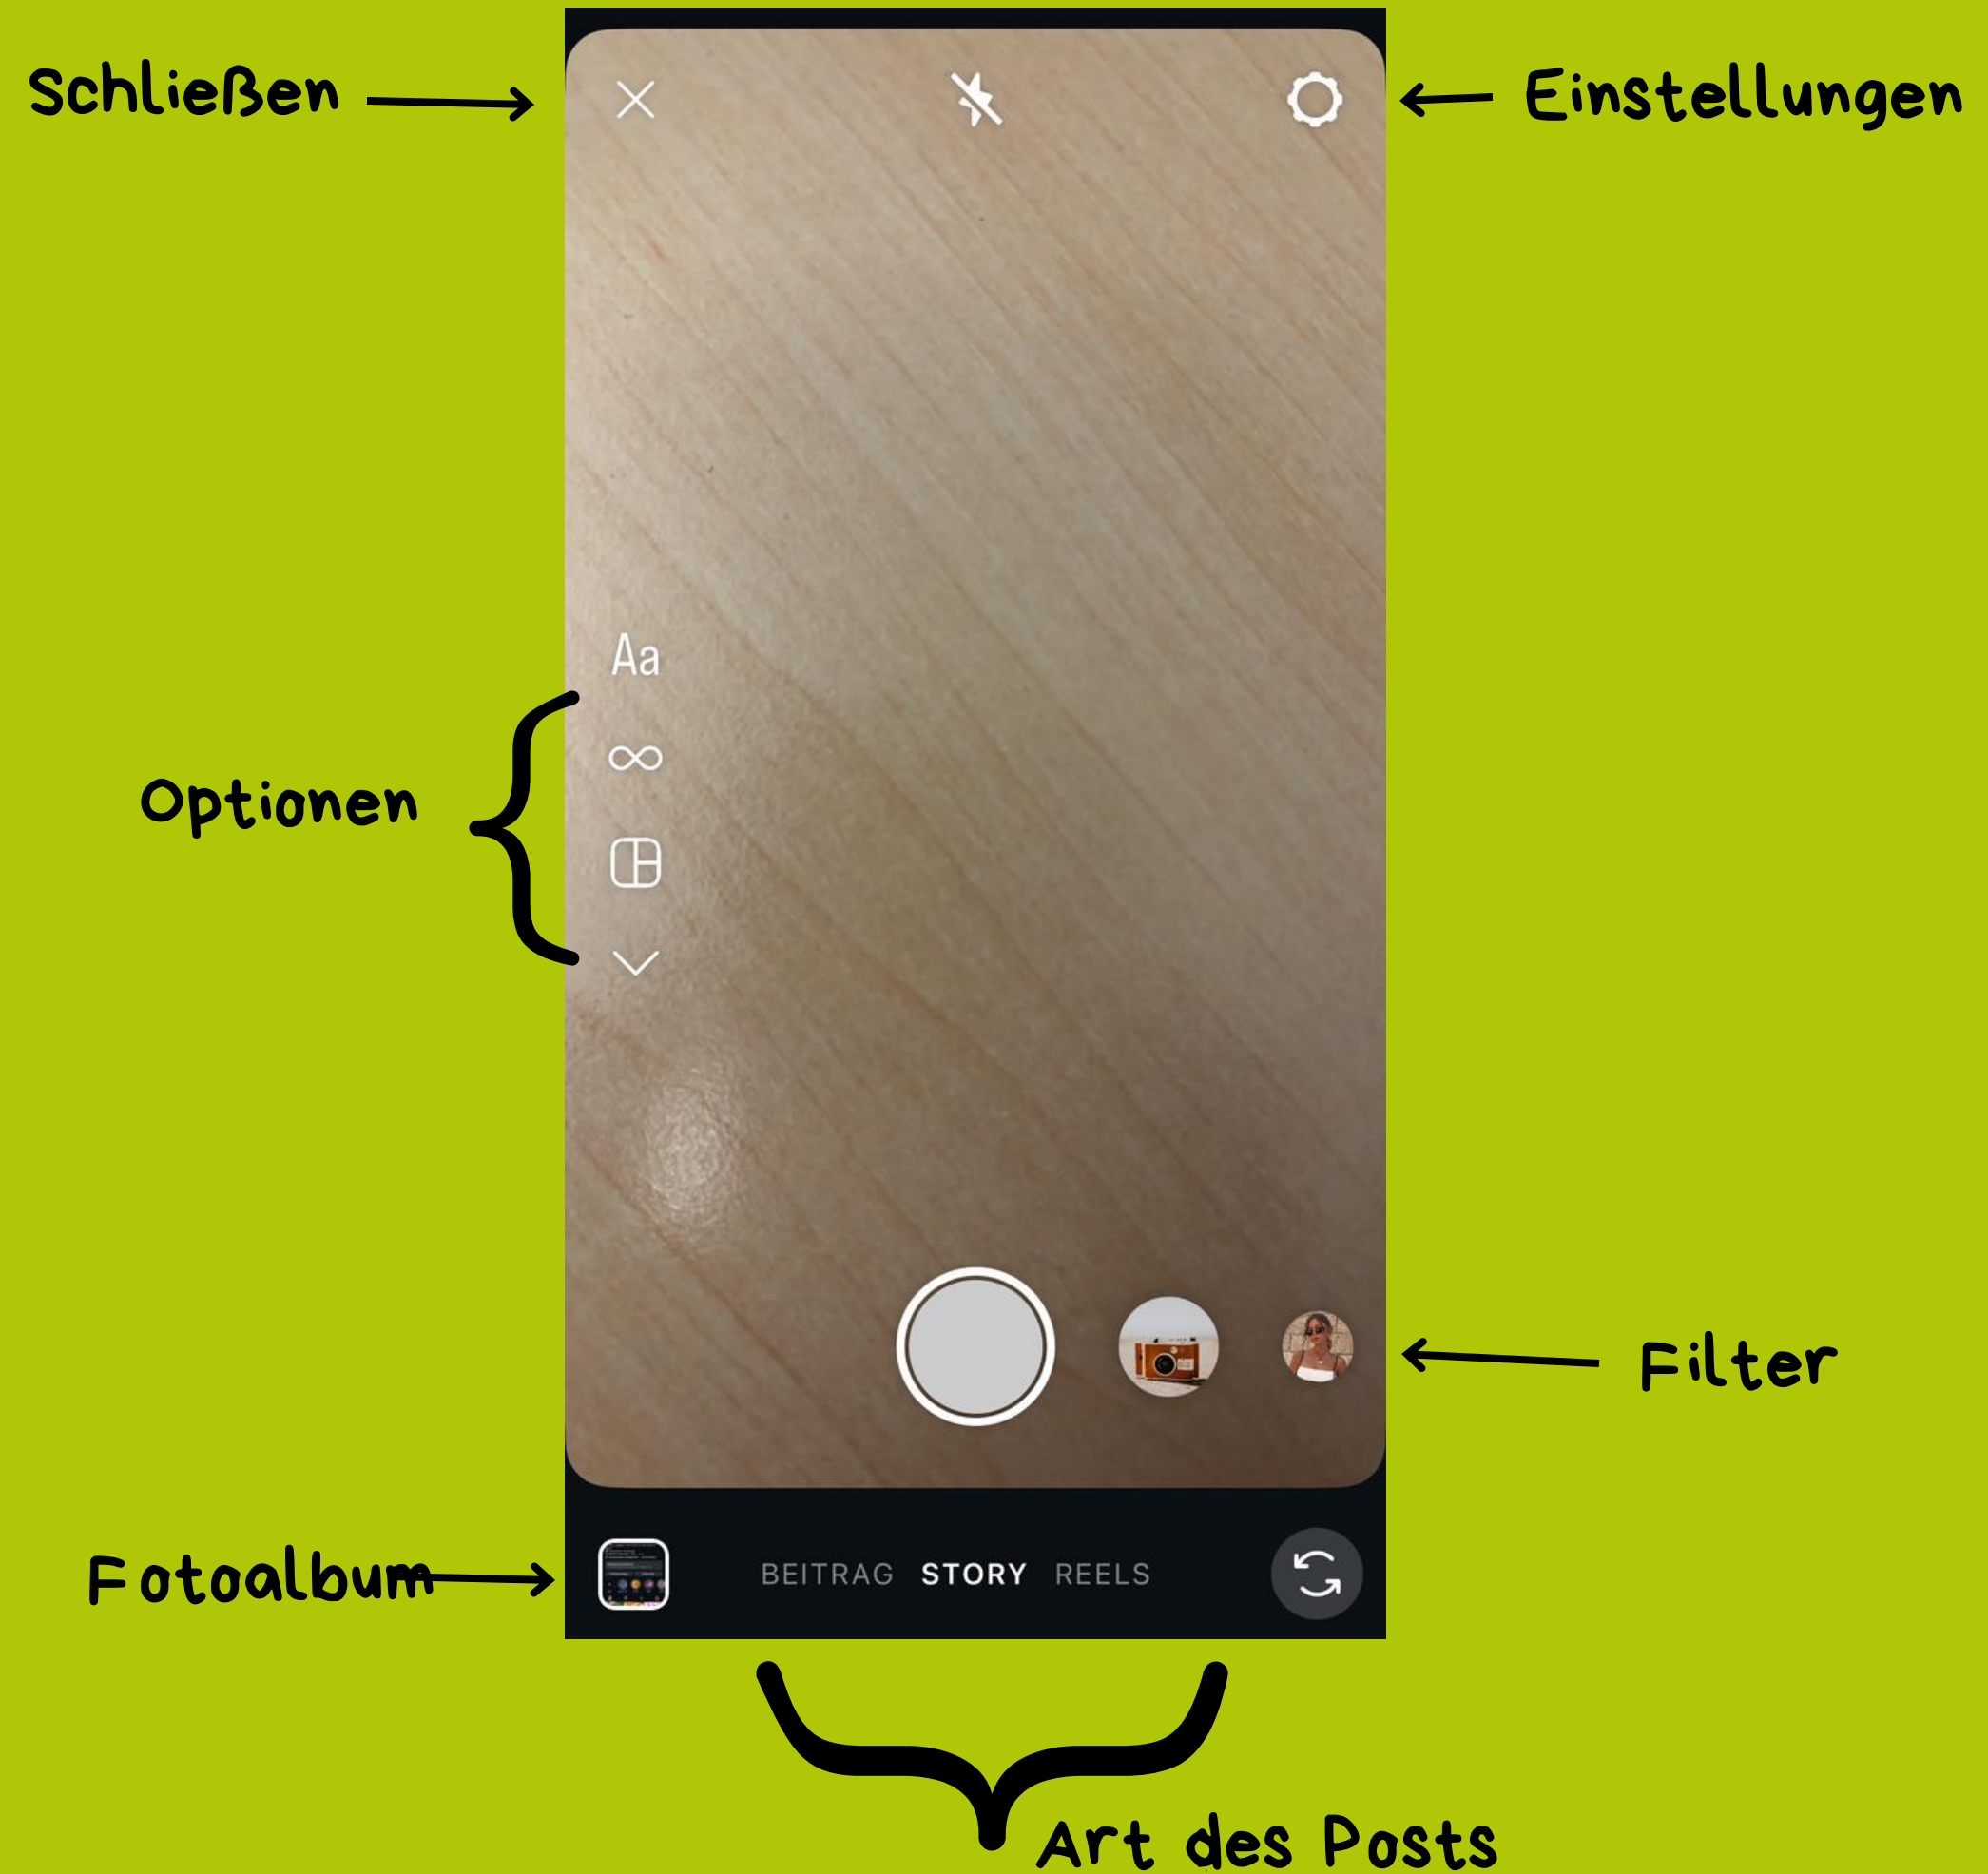 Schließen
Einstellungen
Aa
Optionen
Filter
Fotoalbum
BEITRAG STORY REELS
Art des Posts